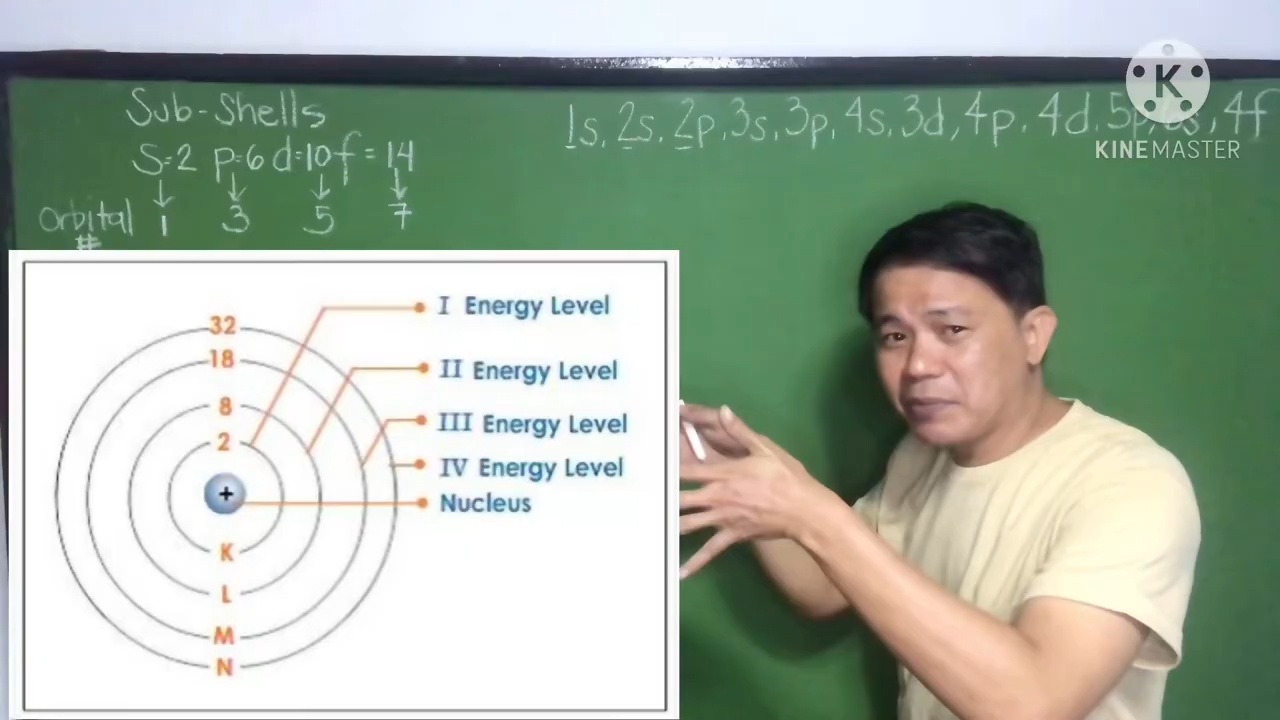 Sub-Shells
S=2 p=6 d=10 f=14
orbital 1 3 5 7
#
1s, 2s, 2p, 3s, 3p, 4s, 3d, 4p, 4d, 5p, 6s, 4f
K
KINEMASTER
32
18
8
2
+
K
L
M
N
I Energy Level
II Energy Level
III Energy Level
IV Energy Level
Nucleus